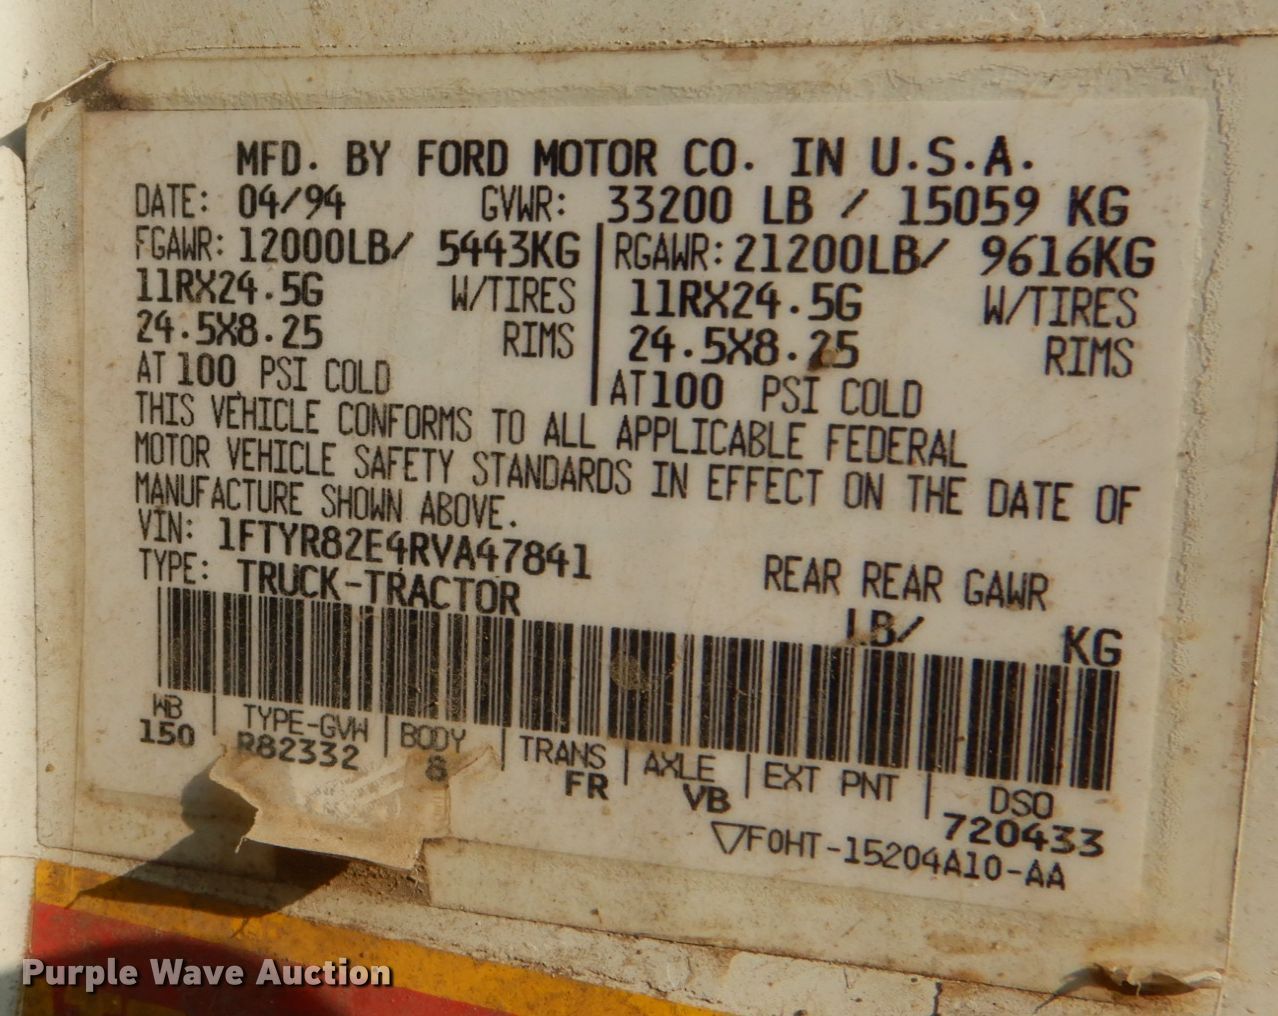 MFD. BY FORD MOTOR CO. IN U.S.A.
DATE: 04/94 GVWR: 33200 LB / 15059 KG
FGAWR: 12000LB/ 5443KG RGAWR: 21200LB/ 9616KG
11RX24.5G W/TIRES 11RX24.5G W/TIRES
24.5X8.25 RIMS 24.5X8.25 RIMS
AT 100 PSI COLD AT 100 PSI COLD
THIS VEHICLE CONFORMS TO ALL APPLICABLE FEDERAL
MOTOR VEHICLE SAFETY STANDARDS IN EFFECT ON THE DATE OF
MANUFACTURE SHOWN ABOVE.
VIN: 1FTYR82E4RVA47841
TYPE: TRUCK-TRACTOR REAR REAR GAWR
LB/ KG
WB TYPE-GVW BODY TRANS AXLE EXT PNT DSO
150 R82332 8 FR VB 720433
▽F0HT-15204A10-AA
Purple Wave Auction